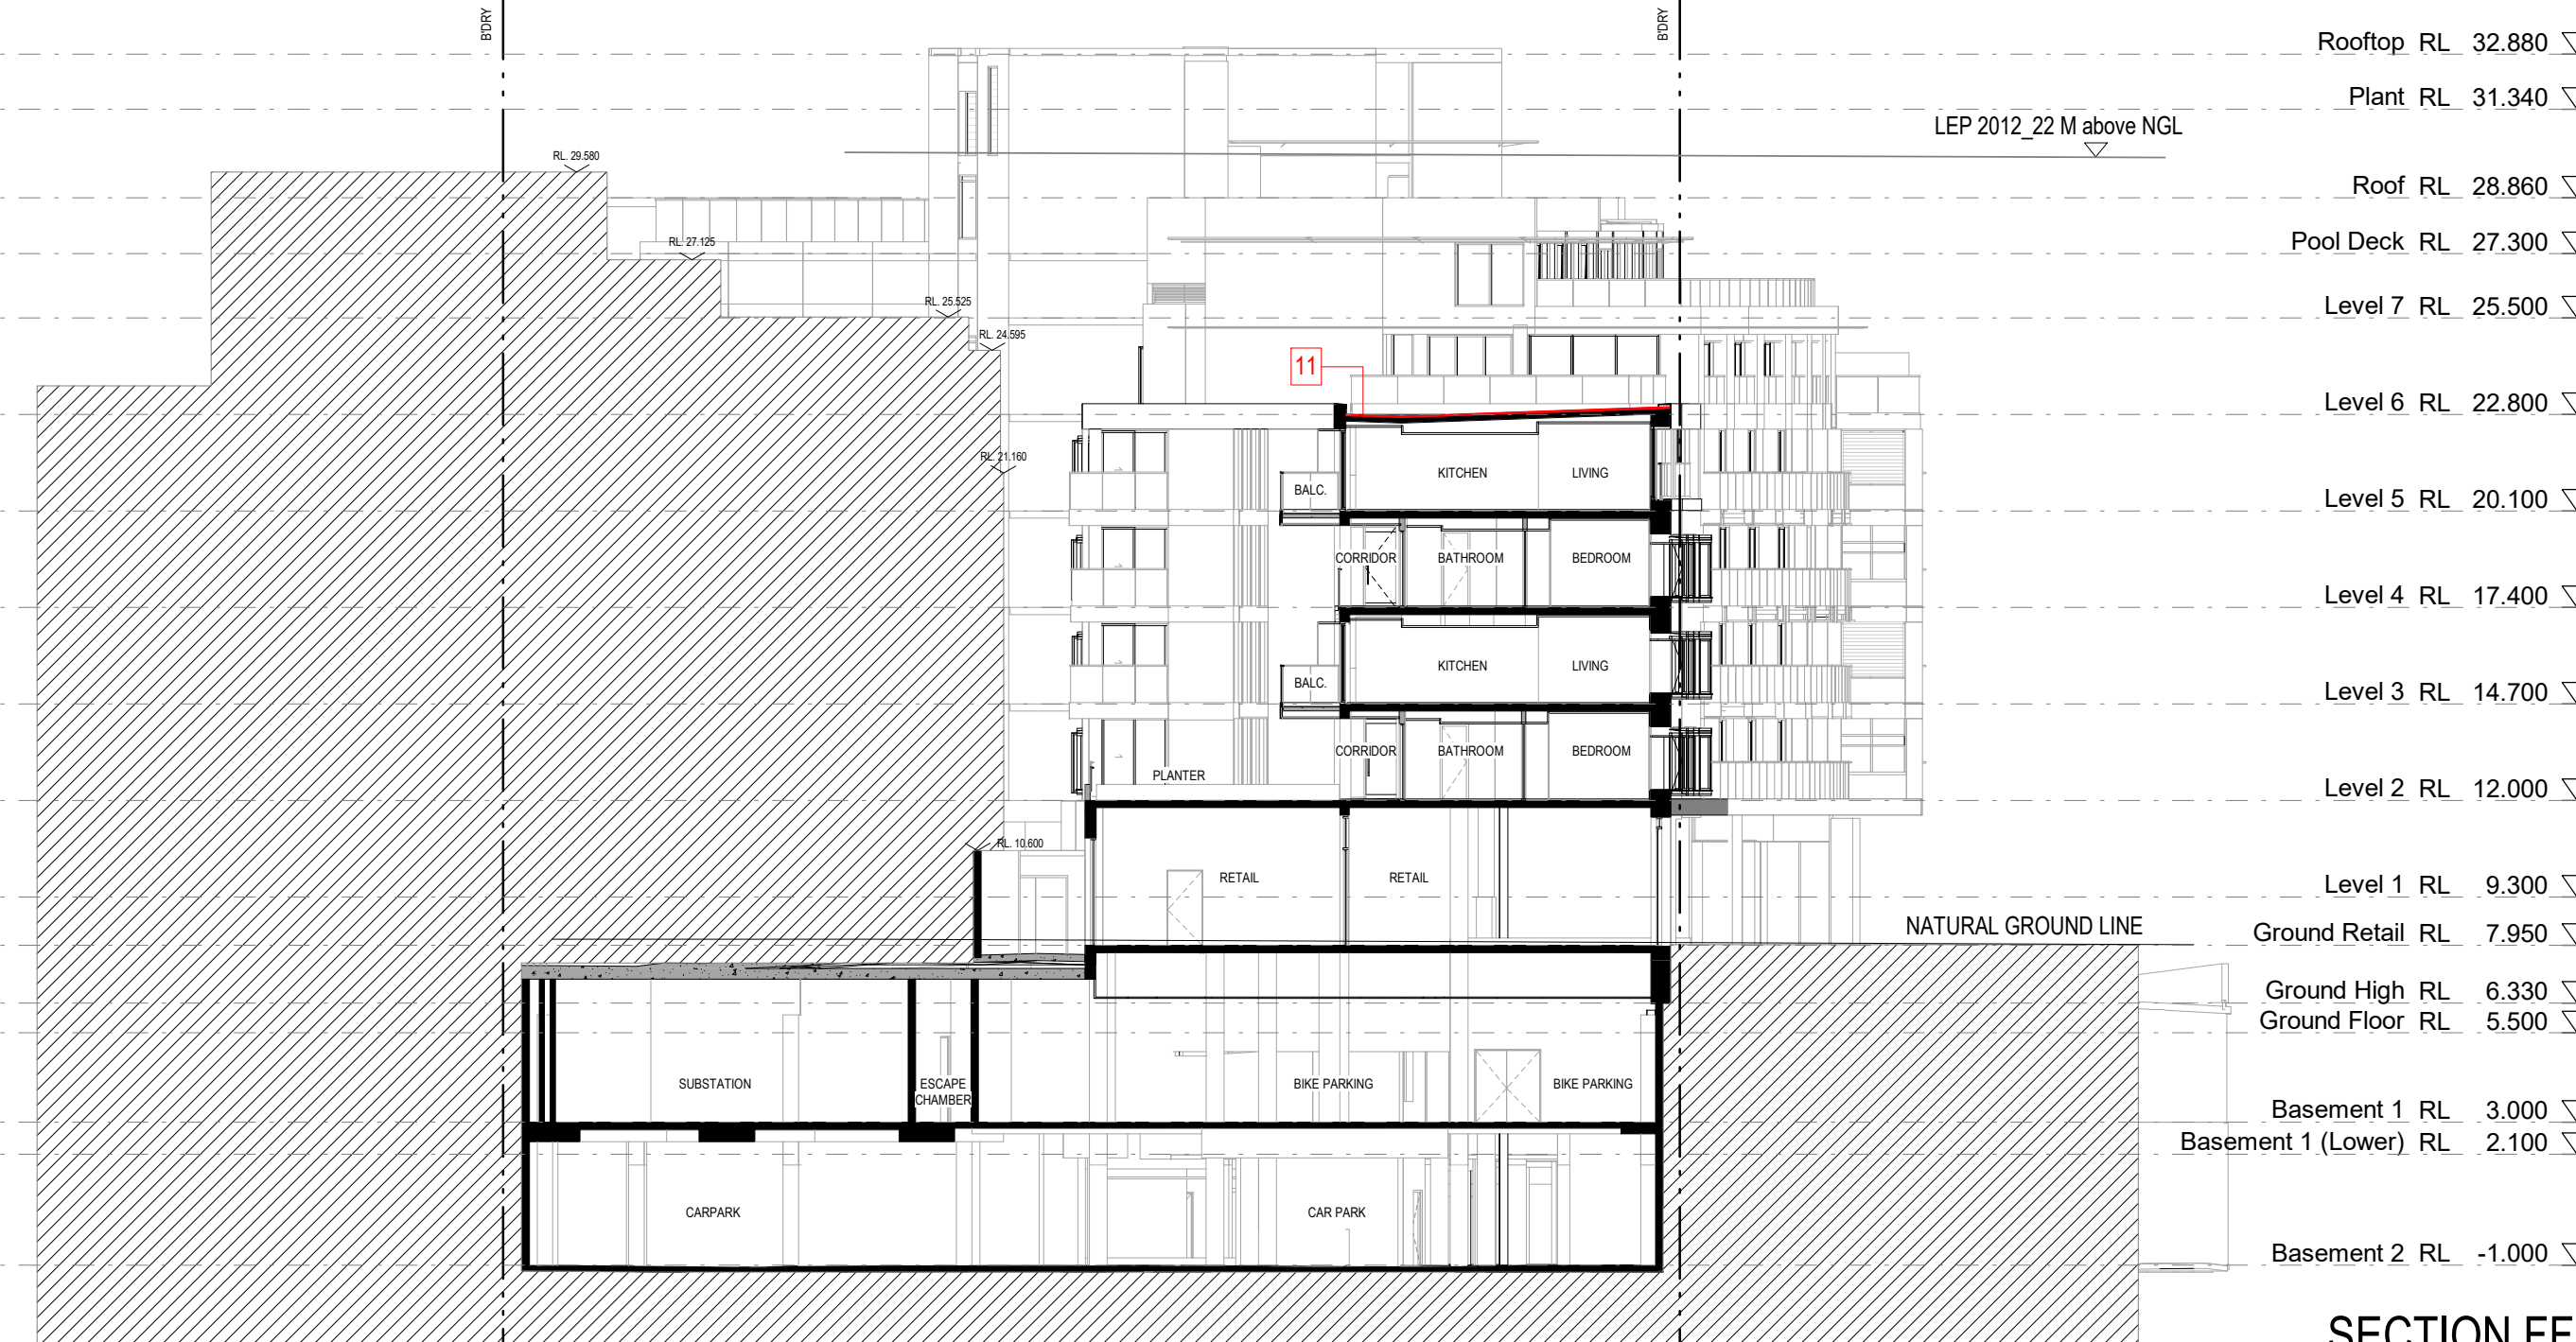 B'DRY
B'DRY
Rooftop RL 32.880
Plant RL 31.340
LEP 2012_22 M above NGL
RL. 29.580
Roof RL 28.860
RL. 27.125
Pool Deck RL 27.300
RL. 25.525
Level 7 RL 25.500
RL. 24.595
11
Level 6 RL 22.800
RL. 21.160
KITCHEN
LIVING
BALC.
Level 5 RL 20.100
CORRIDOR
BATHROOM
BEDROOM
Level 4 RL 17.400
KITCHEN
LIVING
BALC.
Level 3 RL 14.700
CORRIDOR
BATHROOM
BEDROOM
PLANTER
Level 2 RL 12.000
RL. 10.600
RETAIL
RETAIL
Level 1 RL 9.300
NATURAL GROUND LINE
Ground Retail RL 7.950
Ground High RL 6.330
Ground Floor RL 5.500
SUBSTATION
ESCAPE
CHAMBER
BIKE PARKING
BIKE PARKING
Basement 1 RL 3.000
Basement 1 (Lower) RL 2.100
CARPARK
CAR PARK
Basement 2 RL -1.000